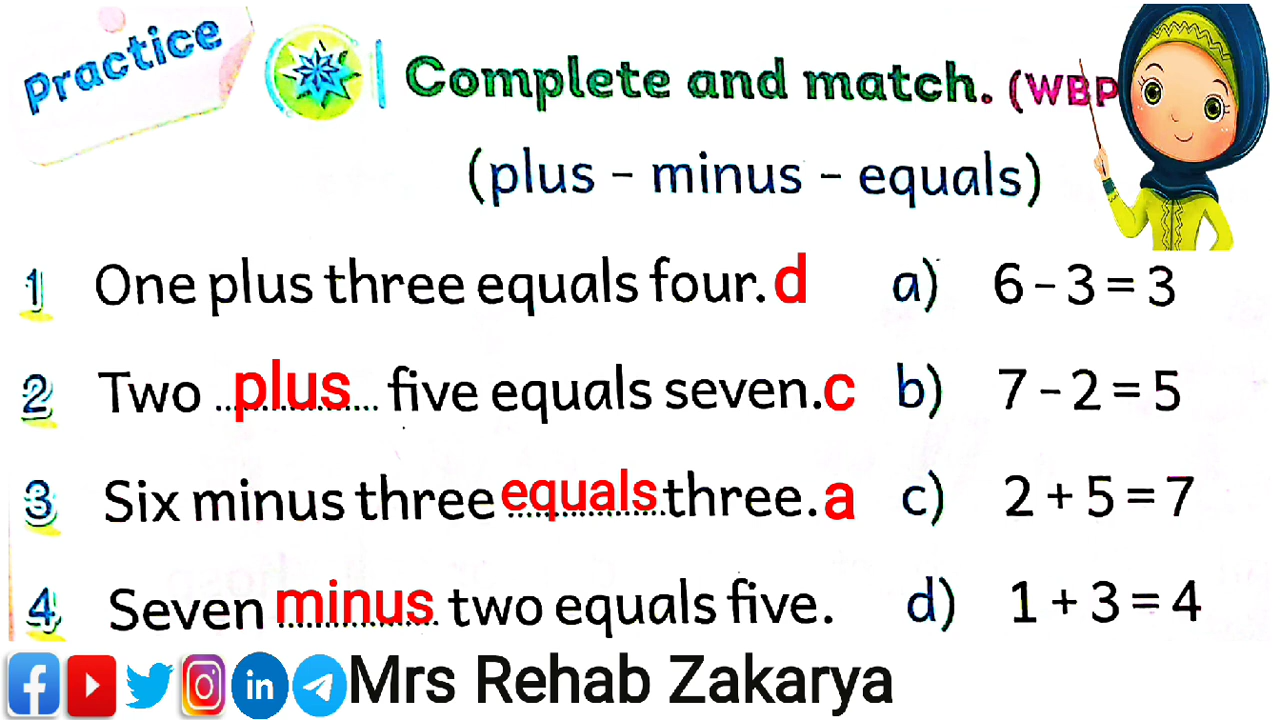 Practice
Complete and match. (WBP
(plus - minus - equals)
1 One plus three equals four. d a) 6 - 3 = 3
2 Two ..plus.. five equals seven. c b) 7 - 2 = 5
3 Six minus three equals three. a c) 2 + 5 = 7
4 Seven minus two equals five. d) 1 + 3 = 4
Mrs Rehab Zakarya